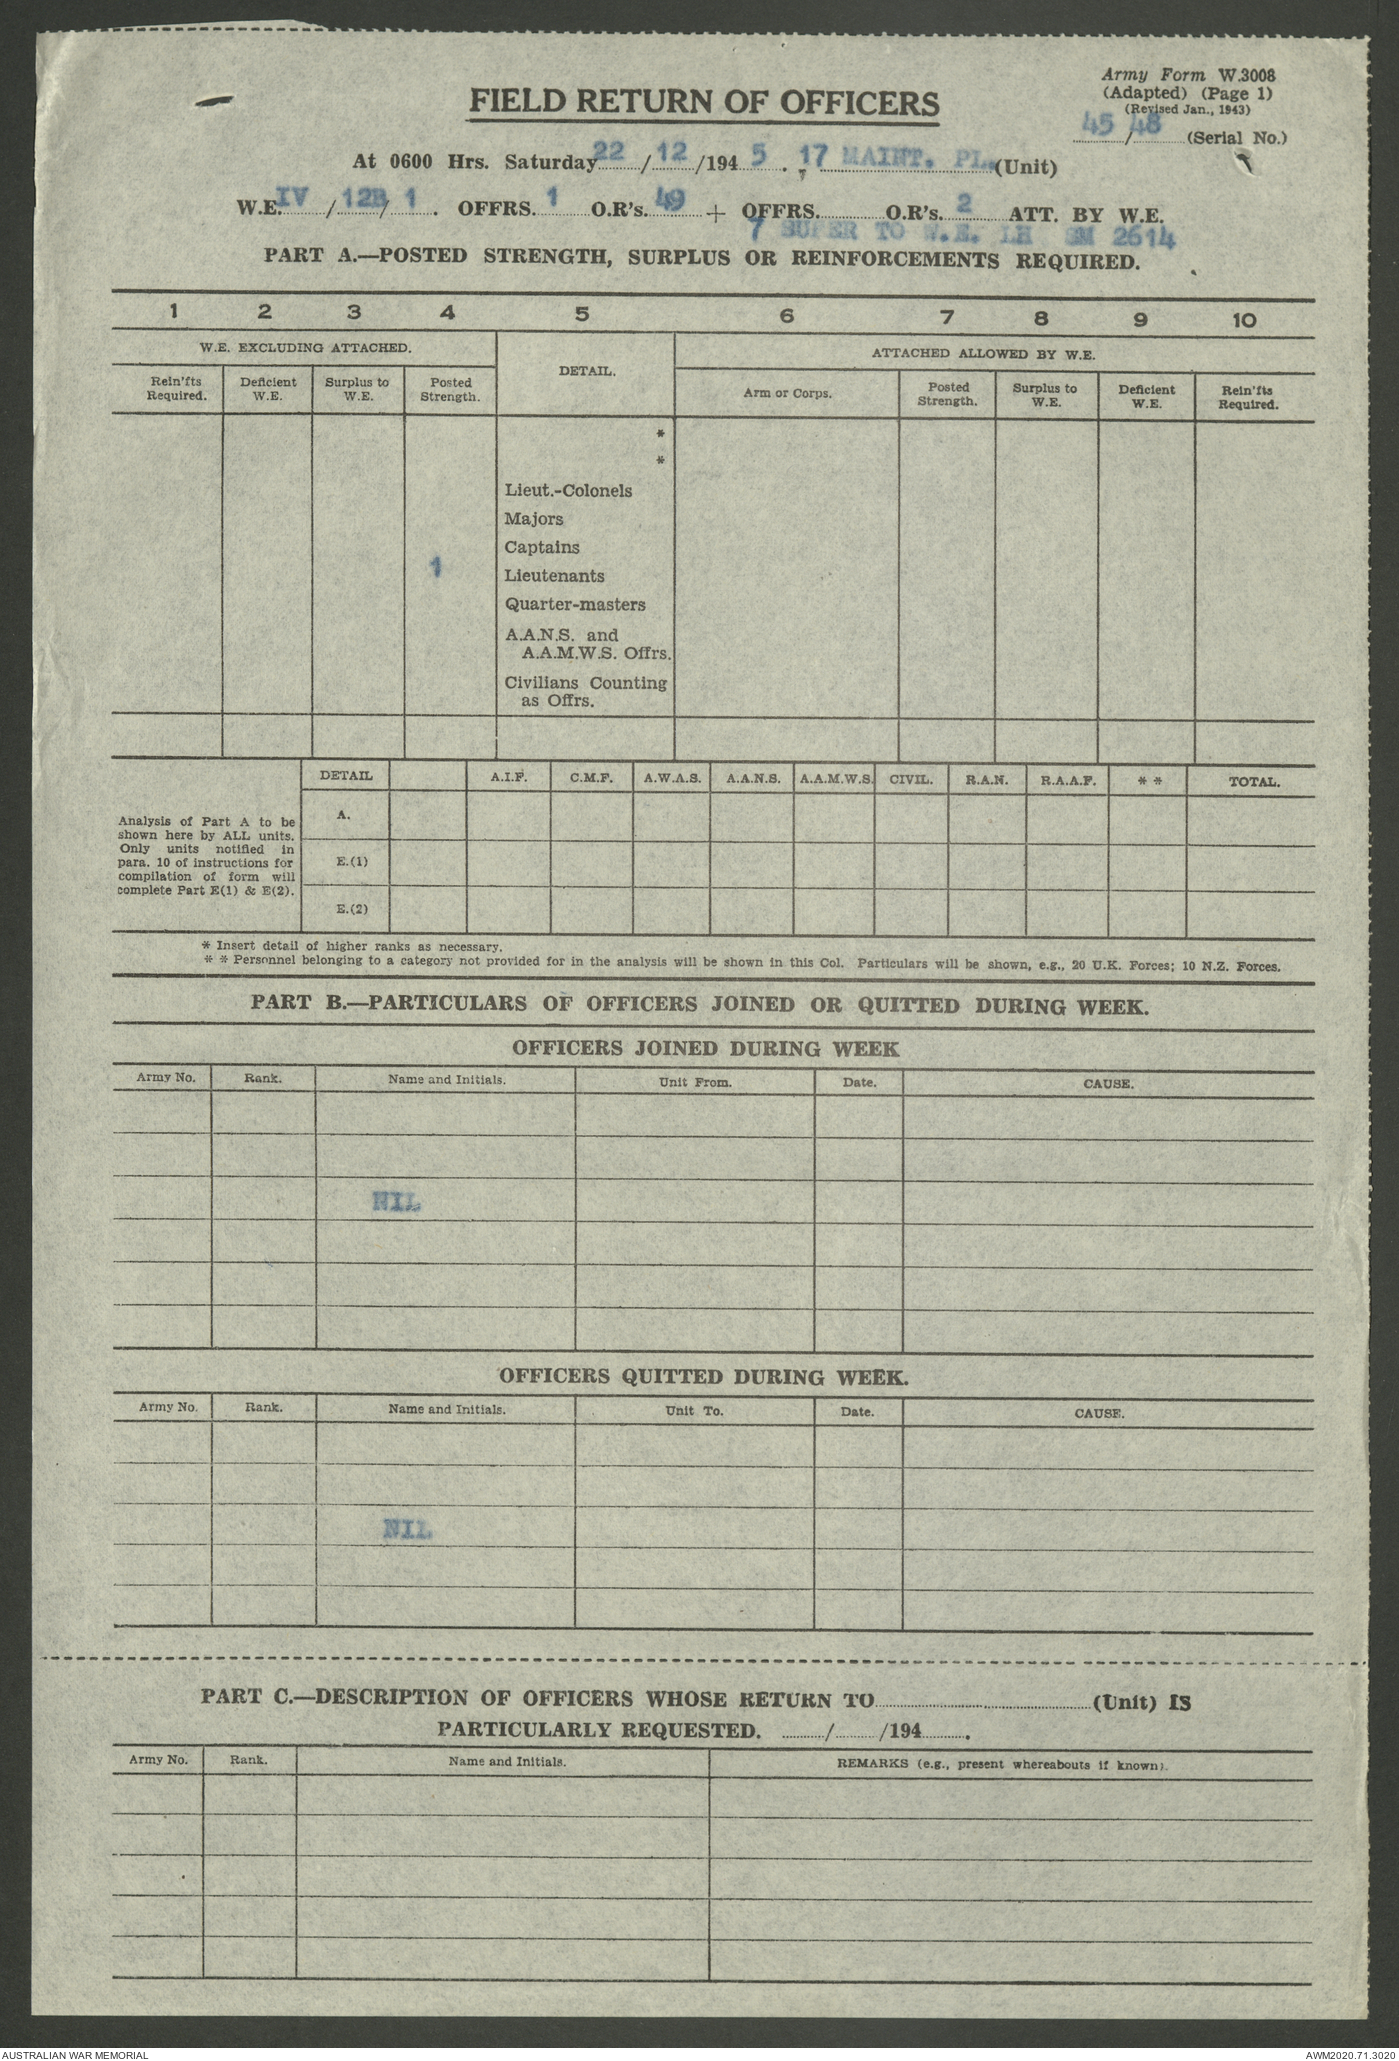 Army Form W.3008
(Adapted) (Page 1)
(Revised Jan., 1943)
FIELD RETURN OF OFFICERS
45/48 (Serial No.)
At 0600 Hrs. Saturday 22/12/1945. 17 MAINT. PL. (Unit)
W.E. IV/12B/1. OFFRS. 1 O.R's. 49 + OFFRS. O.R's. 2 ATT. BY W.E.
7 SUPER TO W.E. LH SM 2614
PART A.—POSTED STRENGTH, SURPLUS OR REINFORCEMENTS REQUIRED.
1 2 3 4 5 6 7 8 9 10
W.E. EXCLUDING ATTACHED. DETAIL. ATTACHED ALLOWED BY W.E.
Rein'fts Required. Deficient W.E. Surplus to W.E. Posted Strength. Arm or Corps. Posted Strength. Surplus to W.E. Deficient W.E. Rein'fts Required.
*
*
Lieut.-Colonels
Majors
Captains
1 Lieutenants
Quarter-masters
A.A.N.S. and
A.A.M.W.S. Offrs.
Civilians Counting
as Offrs.
DETAIL A.I.F. C.M.F. A.W.A.S. A.A.N.S. A.A.M.W.S. CIVIL. R.A.N. R.A.A.F. * * TOTAL.
Analysis of Part A to be
shown here by ALL units.
Only units notified in
para. 10 of instructions for
compilation of form will
complete Part E(1) & E(2).
A.
E.(1)
E.(2)
* Insert detail of higher ranks as necessary.
* * Personnel belonging to a category not provided for in the analysis will be shown in this Col. Particulars will be shown, e.g., 20 U.K. Forces; 10 N.Z. Forces.
PART B.—PARTICULARS OF OFFICERS JOINED OR QUITTED DURING WEEK.
OFFICERS JOINED DURING WEEK
Army No. Rank. Name and Initials. Unit From. Date. CAUSE.
NIL
OFFICERS QUITTED DURING WEEK.
Army No. Rank. Name and Initials. Unit To. Date. CAUSE.
NIL
PART C.—DESCRIPTION OF OFFICERS WHOSE RETURN TO (Unit) IS
PARTICULARLY REQUESTED. / /194 .
Army No. Rank. Name and Initials. REMARKS (e.g., present whereabouts if known).
AUSTRALIAN WAR MEMORIAL AWM2020.71.3020